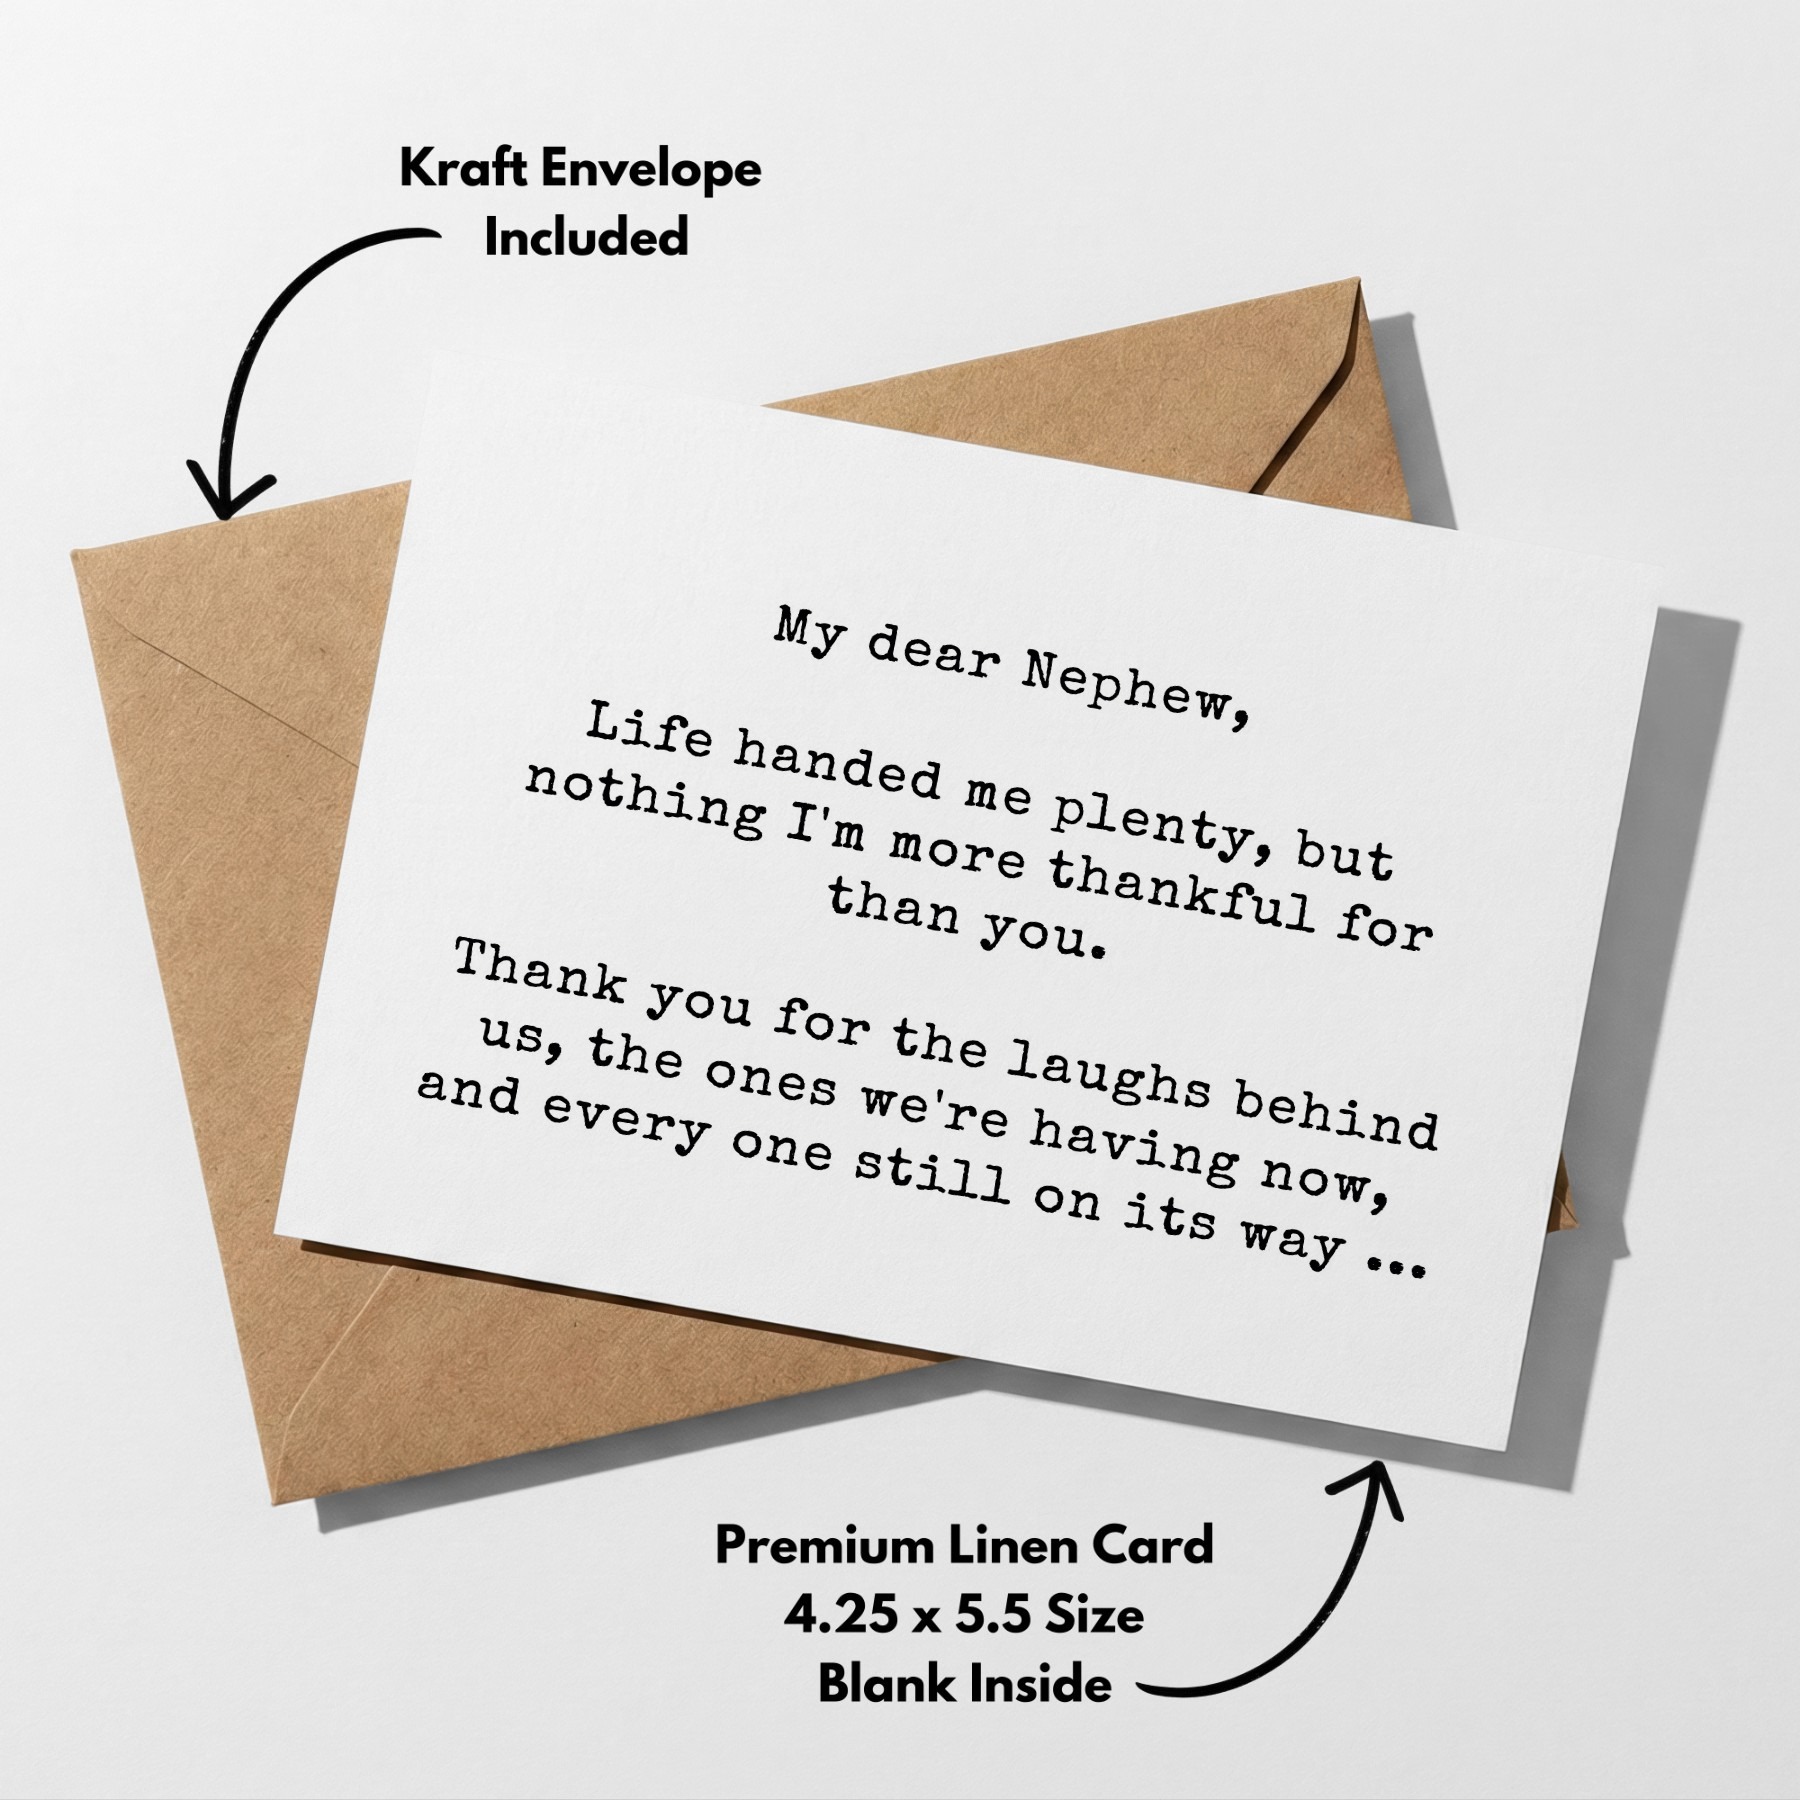 Kraft Envelope
Included
My dear Nephew,
Life handed me plenty, but
nothing I'm more thankful for
than you.
Thank you for the laughs behind
us, the ones we're having now,
and every one still on its way ...
Premium Linen Card
4.25 x 5.5 Size
Blank Inside